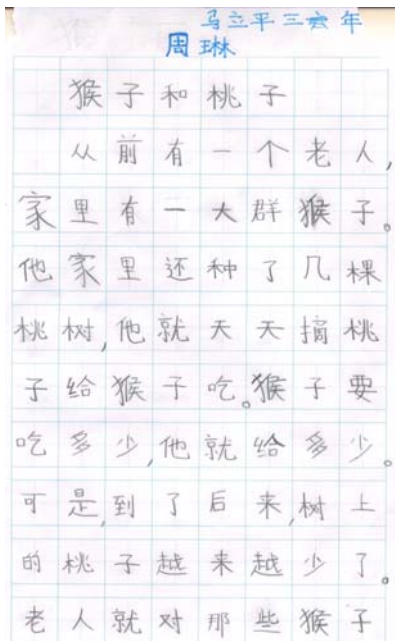 马立平三年
周琳
猴子和桃子
从前有一个老人,
家里有一大群猴子。
他家里还种了几棵
桃树,他就天天摘桃
子给猴子吃。猴子要
吃多少,他就给多少。
可是,到了后来,树上
的桃子越来越少了。
老人就对那些猴子